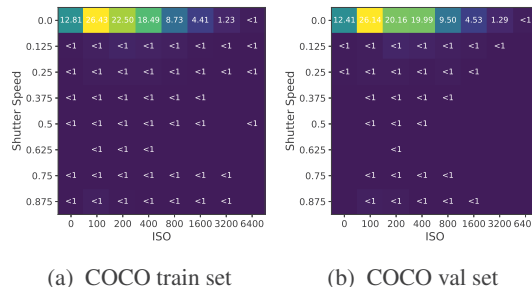 0.0 12.81 26.43 22.50 18.49 8.73 4.41 1.23 <1
0.125 <1 <1 <1 <1 <1 <1 <1 <1
0.25 <1 <1 <1 <1 <1 <1 <1 <1
0.375 <1 <1 <1 <1 <1 <1
0.5 <1 <1 <1 <1 <1 <1 <1
0.625 <1 <1 <1
0.75 <1 <1 <1 <1 <1 <1 <1
0.875 <1 <1 <1 <1 <1 <1 <1
Shutter Speed
0 100 200 400 800 1600 3200 6400
ISO
(a) COCO train set
0.0 12.41 26.14 20.16 19.99 9.50 4.53 1.29 <1
0.125 <1 <1 <1 <1 <1 <1 <1
0.25 <1 <1 <1 <1 <1 <1
0.375 <1 <1 <1 <1
0.5 <1 <1 <1
0.625 <1
0.75 <1 <1 <1 <1 <1
0.875 <1 <1 <1 <1 <1
Shutter Speed
0 100 200 400 800 1600 3200 6400
ISO
(b) COCO val set